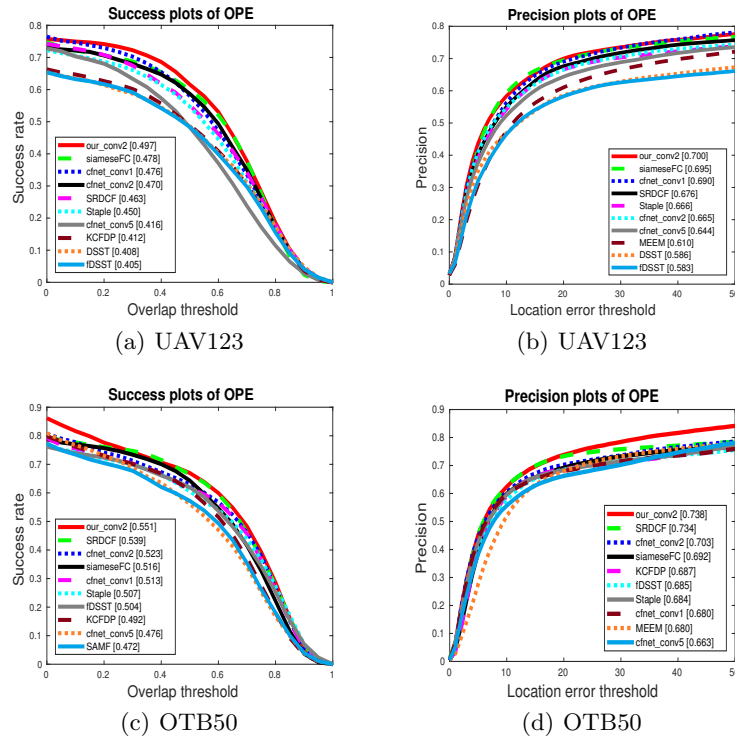 Success plots of OPE
0.8
0.7
0.6
0.5
0.4
0.3
0.2
0.1
0
Success rate
our_conv2 [0.497]
siameseFC [0.478]
cfnet_conv1 [0.476]
cfnet_conv2 [0.470]
SRDCF [0.463]
Staple [0.450]
cfnet_conv5 [0.416]
KCFDP [0.412]
DSST [0.408]
fDSST [0.405]
0 0.2 0.4 0.6 0.8 1
Overlap threshold
(a) UAV123
Precision plots of OPE
0.8
0.7
0.6
0.5
0.4
0.3
0.2
0.1
0
Precision
our_conv2 [0.700]
siameseFC [0.695]
cfnet_conv1 [0.690]
SRDCF [0.676]
Staple [0.666]
cfnet_conv2 [0.665]
cfnet_conv5 [0.644]
MEEM [0.610]
DSST [0.586]
fDSST [0.583]
0 10 20 30 40 50
Location error threshold
(b) UAV123
Success plots of OPE
0.9
0.8
0.7
0.6
0.5
0.4
0.3
0.2
0.1
0
Success rate
our_conv2 [0.551]
SRDCF [0.539]
cfnet_conv2 [0.523]
siameseFC [0.516]
cfnet_conv1 [0.513]
Staple [0.507]
fDSST [0.504]
KCFDP [0.492]
cfnet_conv5 [0.476]
SAMF [0.472]
0 0.2 0.4 0.6 0.8 1
Overlap threshold
(c) OTB50
Precision plots of OPE
0.9
0.8
0.7
0.6
0.5
0.4
0.3
0.2
0.1
0
Precision
our_conv2 [0.738]
SRDCF [0.734]
cfnet_conv2 [0.703]
siameseFC [0.692]
KCFDP [0.687]
fDSST [0.685]
Staple [0.684]
cfnet_conv1 [0.680]
MEEM [0.680]
cfnet_conv5 [0.663]
0 10 20 30 40 50
Location error threshold
(d) OTB50